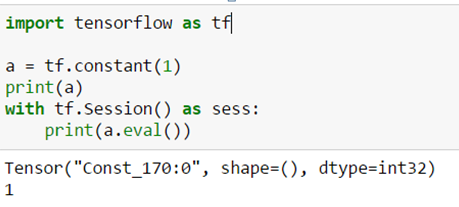 import tensorflow as tf
a = tf.constant(1)
print(a)
with tf.Session() as sess:
    print(a.eval())
Tensor("Const_170:0", shape=(), dtype=int32)
1